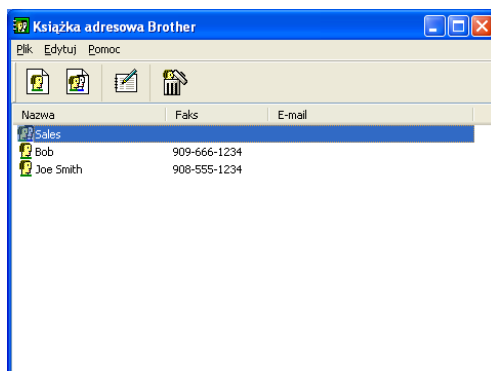 Książka adresowa Brother
Plik Edytuj Pomoc
Nazwa Faks E-mail
Sales
Bob 909-666-1234
Joe Smith 908-555-1234